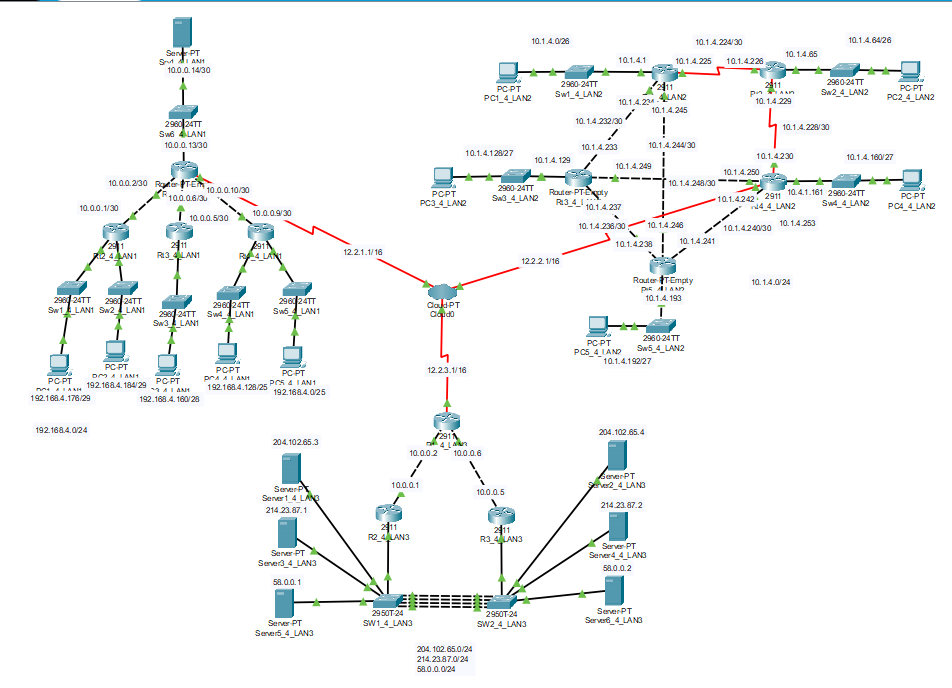 Server-PT
10.0.0.14/30
2960-24TT
Sw6_4_LAN1
10.0.0.13/30
10.0.0.2/30
10.0.0.6/30
10.0.0.10/30
10.0.0.1/30
10.0.0.5/30
10.0.0.9/30
2911
2911
2911
2960-24TT
Sw1_4_LAN1
2960-24TT
Sw2_4_LAN1
2960-24TT
Sw3_4_LAN1
2960-24TT
Sw4_4_LAN1
2960-24TT
Sw5_4_LAN1
PC-PT
PC-PT
PC-PT
PC-PT
PC4_4_LAN1
PC-PT
PC5_4_LAN1
192.168.4.176/29
192.168.4.184/29
192.168.4.160/28
192.168.4.128/25
192.168.4.0/25
192.168.4.0/24
12.2.1.1/16
12.2.2.1/16
12.2.3.1/16
Cloud-PT
Cloud0
10.1.4.0/26
10.1.4.1
10.1.4.224/30
10.1.4.225
10.1.4.226
10.1.4.65
10.1.4.64/26
PC-PT
PC1_4_LAN2
2960-24TT
Sw1_4_LAN2
2911
2911
2960-24TT
Sw2_4_LAN2
PC-PT
PC2_4_LAN2
10.1.4.234
10.1.4.245
10.1.4.229
10.1.4.232/30
10.1.4.228/30
10.1.4.233
10.1.4.244/30
10.1.4.128/27
10.1.4.129
10.1.4.249
10.1.4.230
10.1.4.160/27
10.1.4.250
10.1.4.248/30
10.1.4.161
PC-PT
PC3_4_LAN2
2960-24TT
Sw3_4_LAN2
Router-PT-Empty
10.1.4.242
2911
2960-24TT
Sw4_4_LAN2
PC-PT
PC4_4_LAN2
10.1.4.237
10.1.4.236/30
10.1.4.246
10.1.4.240/30
10.1.4.253
10.1.4.238
10.1.4.241
Router-PT-Empty
10.1.4.193
10.1.4.0/24
PC-PT
PC5_4_LAN2
2960-24TT
Sw5_4_LAN2
10.1.4.192/27
2911
10.0.0.2
10.0.0.6
10.0.0.1
10.0.0.5
2911
R2_4_LAN3
2911
R3_4_LAN3
204.102.65.3
Server-PT
Server1_4_LAN3
214.23.87.1
Server-PT
Server3_4_LAN3
58.0.0.1
Server-PT
Server5_4_LAN3
204.102.65.4
Server-PT
Server2_4_LAN3
214.23.87.2
Server-PT
Server4_4_LAN3
58.0.0.2
Server-PT
Server6_4_LAN3
2950T-24
SW1_4_LAN3
2950T-24
SW2_4_LAN3
204.102.65.0/24
214.23.87.0/24
58.0.0.0/24